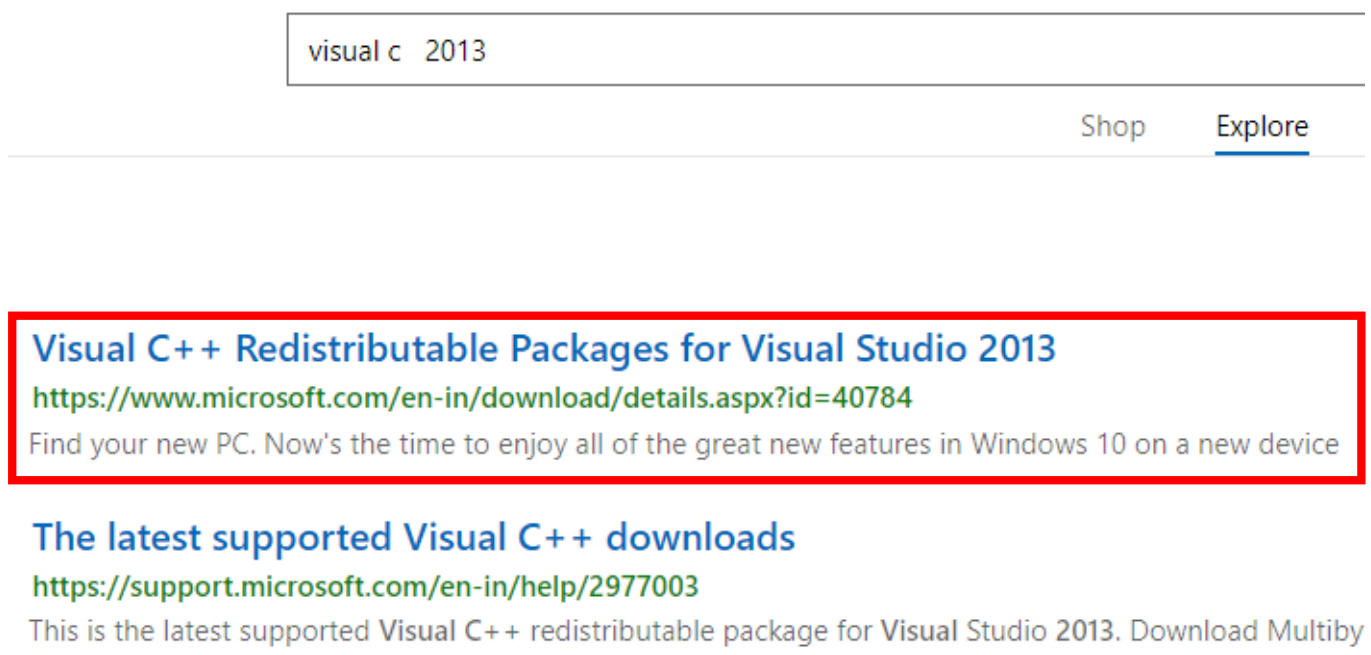 visual c   2013
Shop Explore
Visual C++ Redistributable Packages for Visual Studio 2013
https://www.microsoft.com/en-in/download/details.aspx?id=40784
Find your new PC. Now's the time to enjoy all of the great new features in Windows 10 on a new device
The latest supported Visual C++ downloads
https://support.microsoft.com/en-in/help/2977003
This is the latest supported Visual C++ redistributable package for Visual Studio 2013. Download Multiby